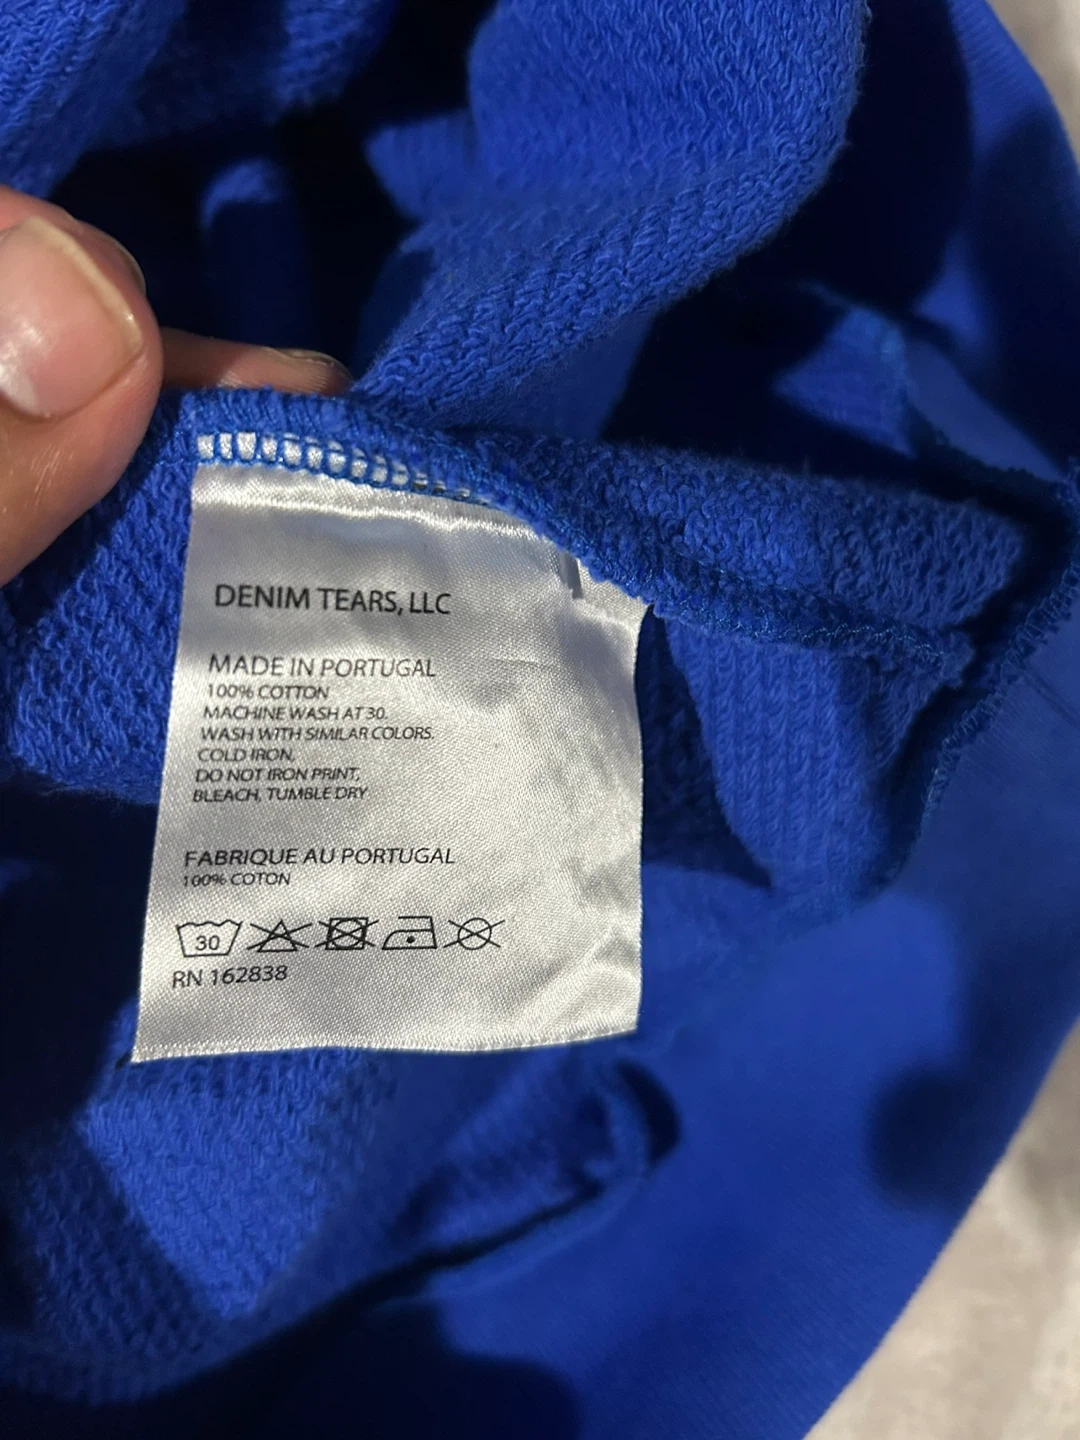 DENIM TEARS, LLC
MADE IN PORTUGAL
100% COTTON
MACHINE WASH AT 30.
WASH WITH SIMILAR COLORS.
COLD IRON,
DO NOT IRON PRINT,
BLEACH, TUMBLE DRY
FABRIQUE AU PORTUGAL
100% COTON
30
RN 162838